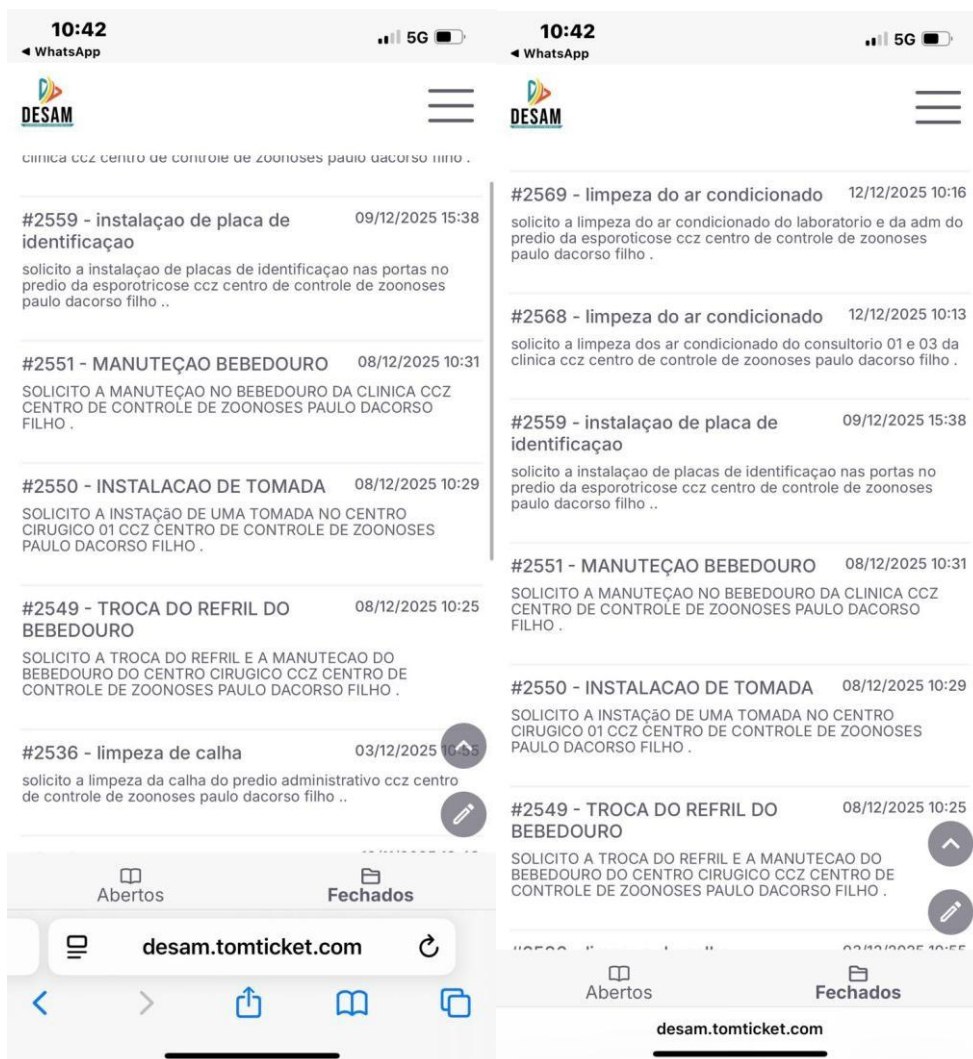 10:42
◀ WhatsApp
5G
DESAM
clinica ccz centro de controle de zoonoses paulo dacorso filho .
#2559 - instalaçao de placa de identificaçao
09/12/2025 15:38
solicito a instalaçao de placas de identificaçao nas portas no
predio da esporotricose ccz centro de controle de zoonoses
paulo dacorso filho ..
#2551 - MANUTEÇAO BEBEDOURO
08/12/2025 10:31
SOLICITO A MANUTEÇAO NO BEBEDOURO DA CLINICA CCZ
CENTRO DE CONTROLE DE ZOONOSES PAULO DACORSO
FILHO .
#2550 - INSTALACAO DE TOMADA
08/12/2025 10:29
SOLICITO A INSTAÇãO DE UMA TOMADA NO CENTRO
CIRUGICO 01 CCZ CENTRO DE CONTROLE DE ZOONOSES
PAULO DACORSO FILHO .
#2549 - TROCA DO REFRIL DO
BEBEDOURO
08/12/2025 10:25
SOLICITO A TROCA DO REFRIL E A MANUTECAO DO
BEBEDOURO DO CENTRO CIRUGICO CCZ CENTRO DE
CONTROLE DE ZOONOSES PAULO DACORSO FILHO .
#2536 - limpeza de calha
03/12/2025 10:55
solicito a limpeza da calha do predio administrativo ccz centro
de controle de zoonoses paulo dacorso filho ..
Abertos
Fechados
desam.tomticket.com
10:42
◀ WhatsApp
5G
DESAM
#2569 - limpeza do ar condicionado
12/12/2025 10:16
solicito a limpeza do ar condicionado do laboratorio e da adm do
predio da esporoticose ccz centro de controle de zoonoses
paulo dacorso filho .
#2568 - limpeza do ar condicionado
12/12/2025 10:13
solicito a limpeza dos ar condicionado do consultorio 01 e 03 da
clinica ccz centro de controle de zoonoses paulo dacorso filho .
#2559 - instalaçao de placa de
identificaçao
09/12/2025 15:38
solicito a instalaçao de placas de identificaçao nas portas no
predio da esporotricose ccz centro de controle de zoonoses
paulo dacorso filho ..
#2551 - MANUTEÇAO BEBEDOURO
08/12/2025 10:31
SOLICITO A MANUTEÇAO NO BEBEDOURO DA CLINICA CCZ
CENTRO DE CONTROLE DE ZOONOSES PAULO DACORSO
FILHO .
#2550 - INSTALACAO DE TOMADA
08/12/2025 10:29
SOLICITO A INSTAÇãO DE UMA TOMADA NO CENTRO
CIRUGICO 01 CCZ CENTRO DE CONTROLE DE ZOONOSES
PAULO DACORSO FILHO .
#2549 - TROCA DO REFRIL DO
BEBEDOURO
08/12/2025 10:25
SOLICITO A TROCA DO REFRIL E A MANUTECAO DO
BEBEDOURO DO CENTRO CIRUGICO CCZ CENTRO DE
CONTROLE DE ZOONOSES PAULO DACORSO FILHO .
Abertos
Fechados
desam.tomticket.com